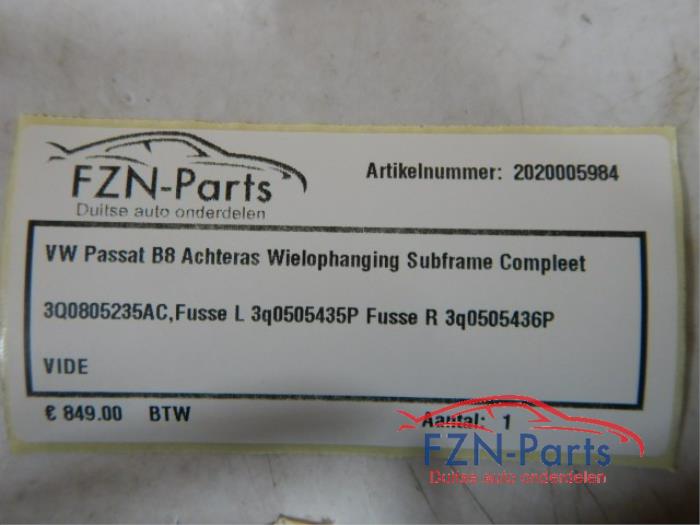 FZN-Parts
Duitse auto onderdelen
Artikelnummer: 2020005984
VW Passat B8 Achteras Wielophanging Subframe Compleet
3Q0805235AC,Fusse L 3q0505435P Fusse R 3q0505436P
VIDE
€ 849.00 BTW
Aantal: 1
FZN-Parts
Duitse auto onderdelen